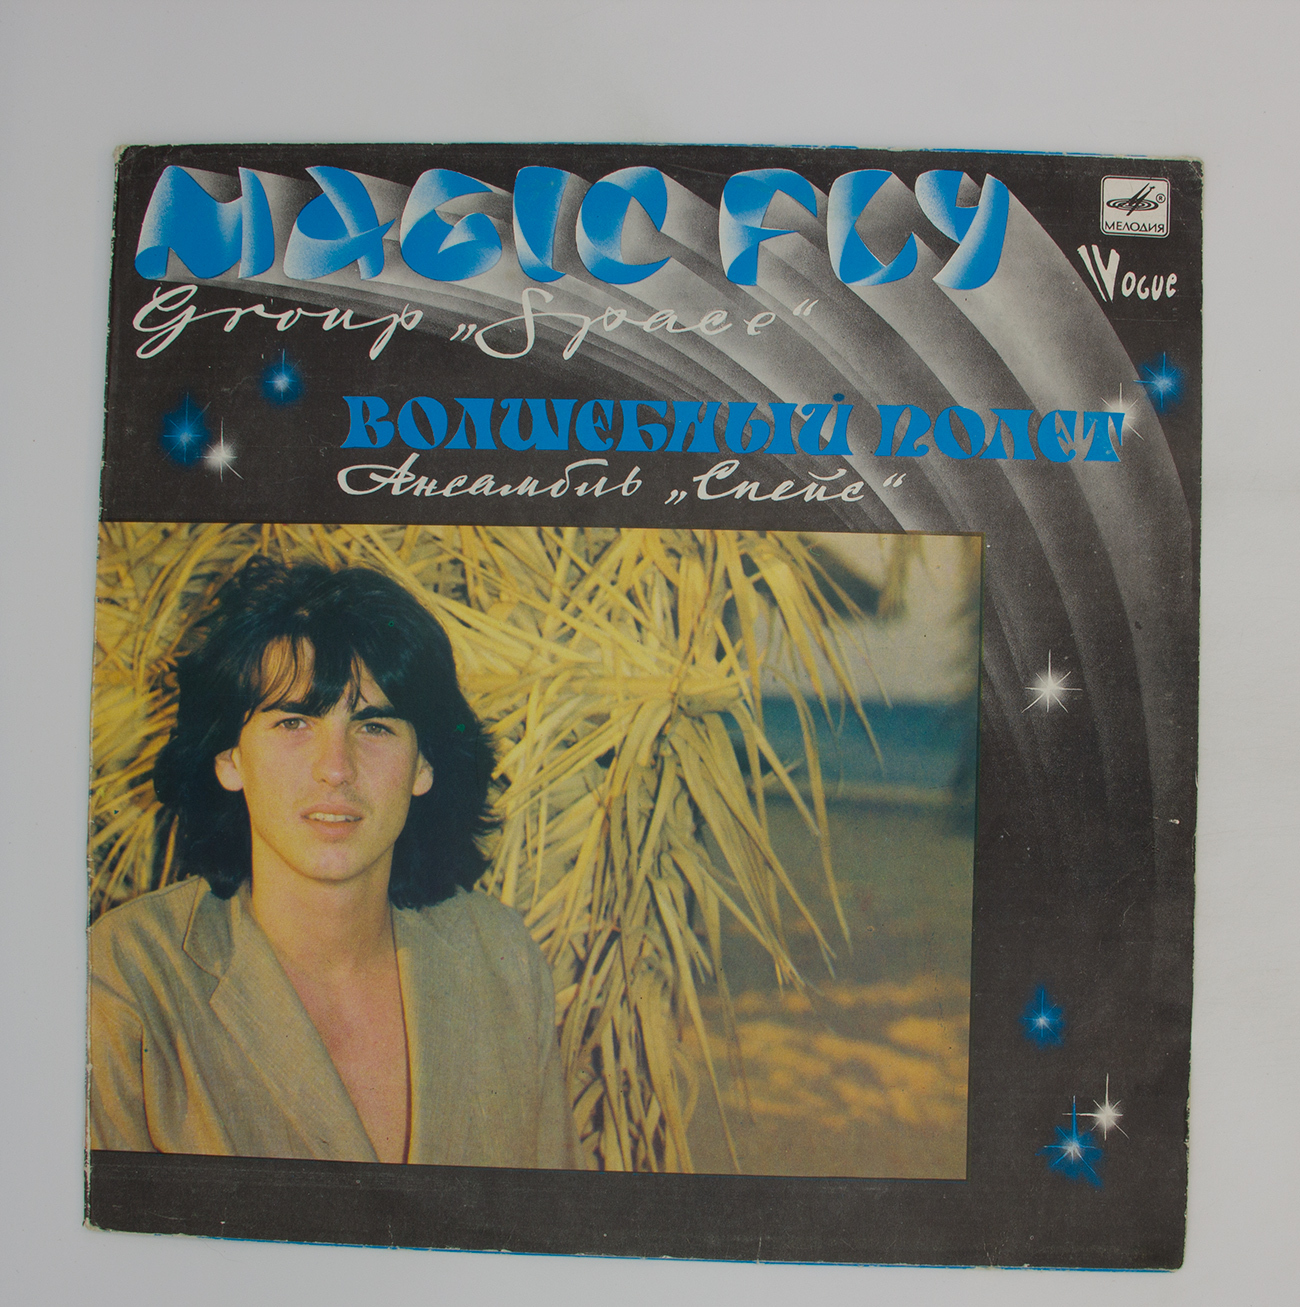 MAGIC FLY
МЕЛОДИЯ ®
Vogue
Group „Space“
ВОЛШЕБНЫЙ ПОЛЕТ
Ансамбль „Спейс“